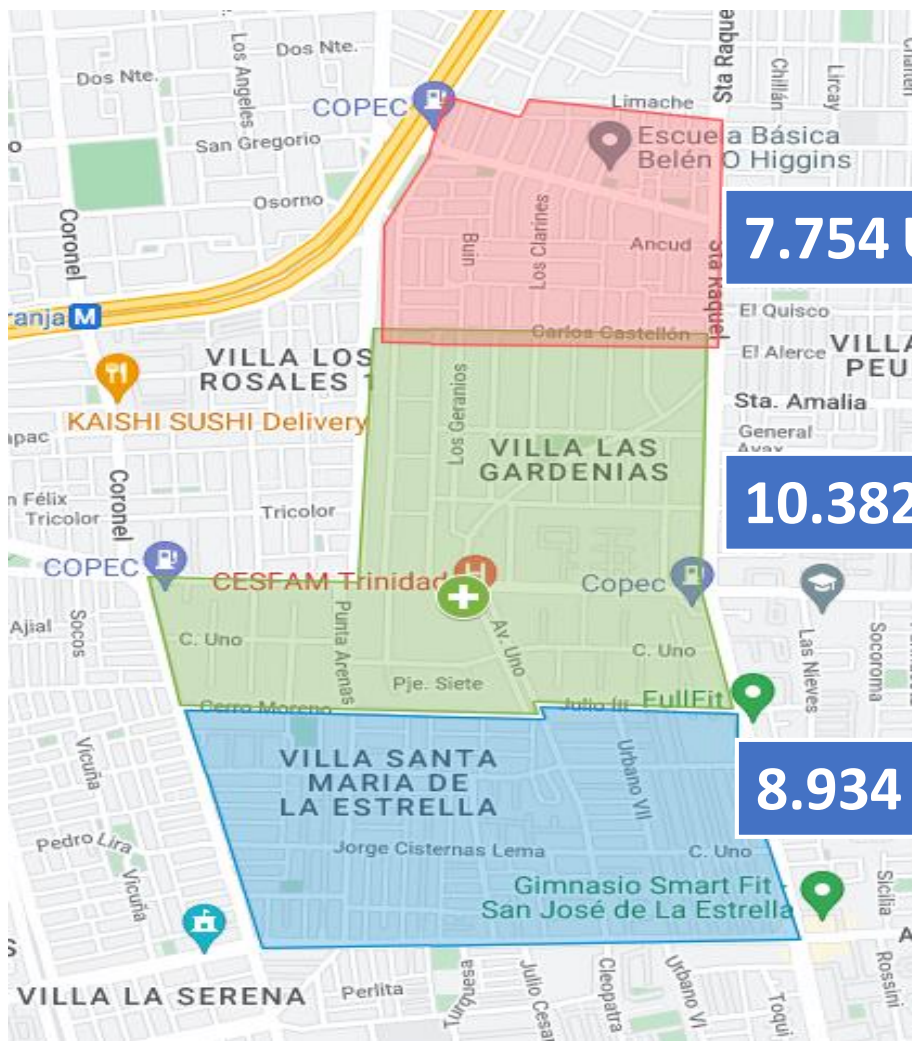 Dos Nte.
Dos Nte.
Los Angeles
Sta Raquel
Chillán
Lircay
COPEC
Limache
San Gregorio
Escuela Básica
Belén O Higgins
Osorno
Coronel
Buin
Los Clarines
Ancud
Sta Raquel
7.754 U
anja M
El Quisco
Carlos Castellón
VILLA LOS
ROSALES 1
El Alerce
VILLA
PEU
KAISHI SUSHI Delivery
Sta. Amalia
apac
Los Geranios
VILLA LAS
GARDENIAS
General
Coronel
n Félix
Tricolor
Tricolor
10.382
COPEC
CESFAM Trinidad
Copec
Ajial
Socos
C. Uno
Punta Arenas
Av. Uno
C. Uno
Las Nieves
Socoroma
Pje. Siete
Cerro Moreno
Julio III
FullFit
VILLA SANTA
MARIA DE
LA ESTRELLA
Urbano VII
Vicuña
8.934
Pedro Lira
Jorge Cisternas Lema
C. Uno
Vicuña
Gimnasio Smart Fit -
San José de La Estrella
Sicilia
A
S
VILLA LA SERENA
Perlita
Turquesa
Julio Cesar
Cleopatra
Urbano VI
Toqui
Rossini